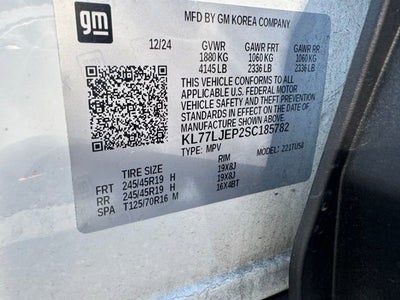 gm
MFD BY GM KOREA COMPANY
12/24 GVWR GAWR FRT GAWR RR
1880 KG 1060 KG 1060 KG
4145 LB 2336 LB 2336 LB
THIS VEHICLE CONFORMS TO ALL
APPLICABLE U.S. FEDERAL MOTOR
VEHICLE SAFETY AND BUMPER
STANDARDS IN EFFECT ON THE DATE OF
MANUFACTURE SHOWN ABOVE.
KL77LJEP2SC185782
TYPE: MPV MODEL: 221TU58
TIRE SIZE RIM
FRT 245/45R19 H 19X8J
RR 245/45R19 H 19X8J
SPA T125/70R16 M 16X4BT